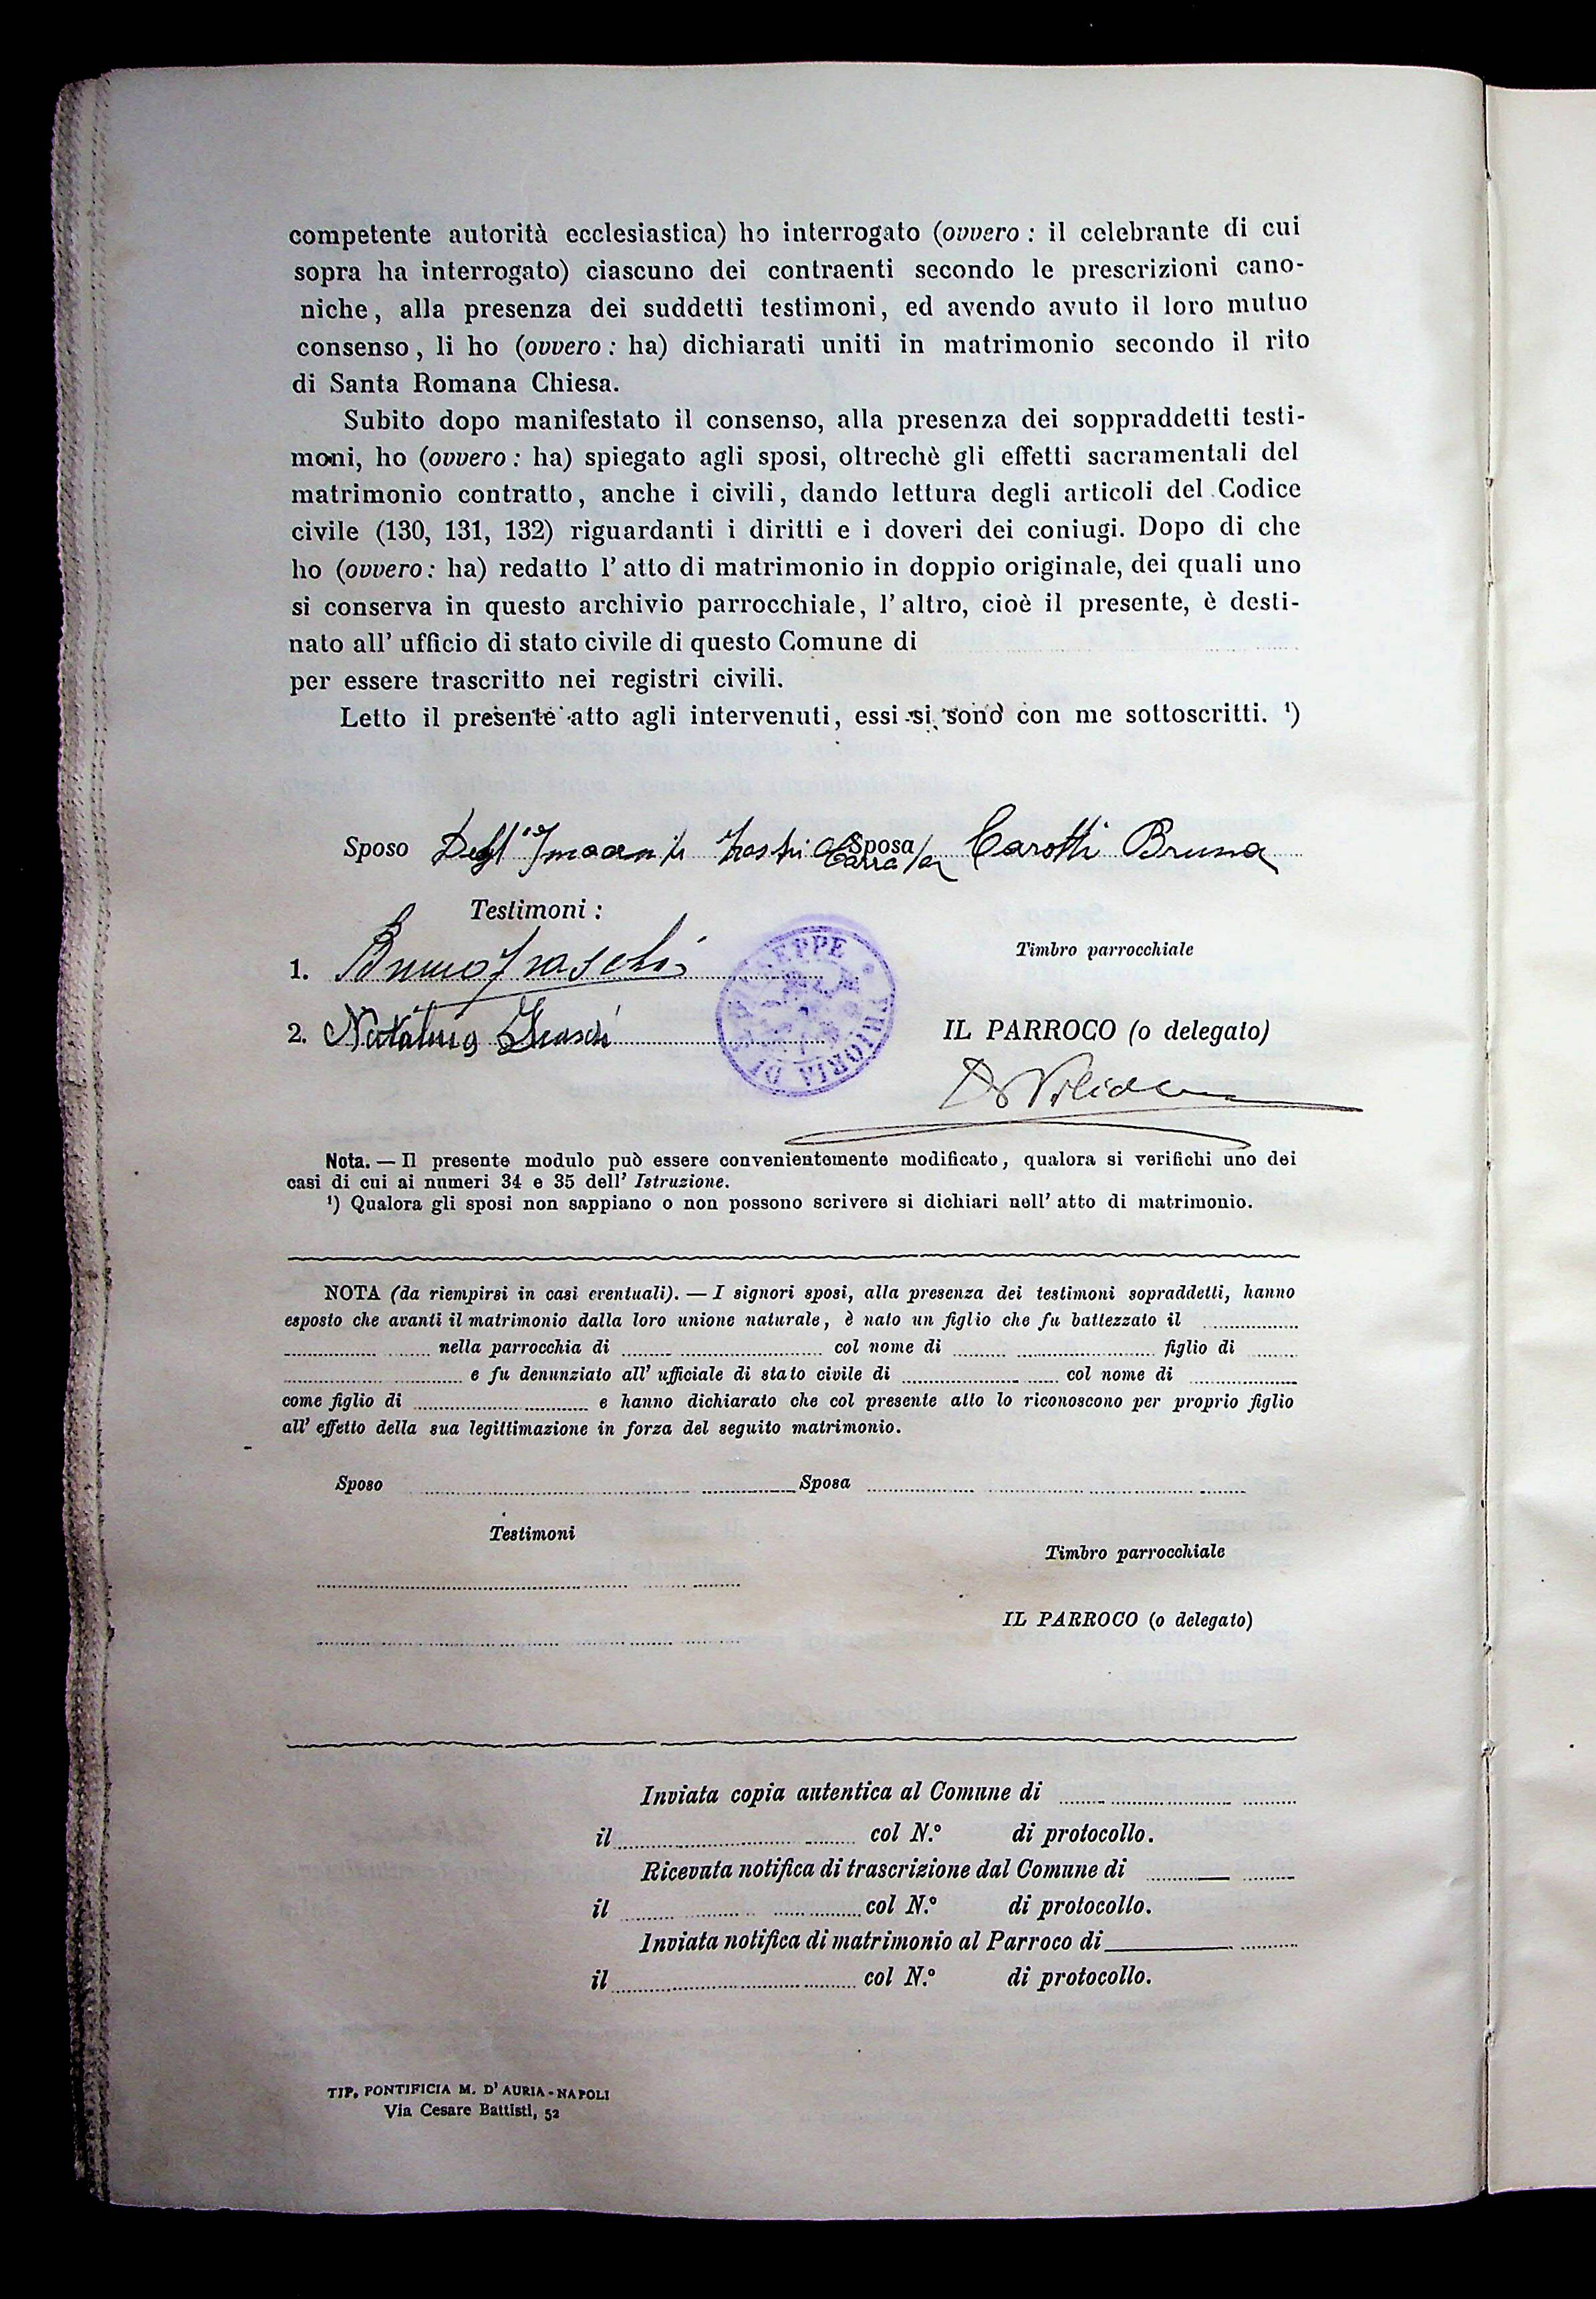 competente autorità ecclesiastica) ho interrogato (ovvero : il celebrante di cui
sopra ha interrogato) ciascuno dei contraenti secondo le prescrizioni cano-
niche, alla presenza dei suddetti testimoni, ed avendo avuto il loro mutuo
consenso, li ho (ovvero : ha) dichiarati uniti in matrimonio secondo il rito
di Santa Romana Chiesa.
Subito dopo manifestato il consenso, alla presenza dei soppraddetti testi-
moni, ho (ovvero : ha) spiegato agli sposi, oltrechè gli effetti sacramentali del
matrimonio contratto, anche i civili, dando lettura degli articoli del Codice
civile (130, 131, 132) riguardanti i diritti e i doveri dei coniugi. Dopo di che
ho (ovvero : ha) redatto l' atto di matrimonio in doppio originale, dei quali uno
si conserva in questo archivio parrocchiale, l' altro, cioè il presente, è desti-
nato all' ufficio di stato civile di questo Comune di
per essere trascritto nei registri civili.
Letto il presente atto agli intervenuti, essi si sono con me sottoscritti. ¹)
Sposo Degl'Innocenti Sposa Carotti Bruna
Testimoni :
Timbro parrocchiale
1. Bruno Fraschi
2.
PRIORIA DI S. GIUSEPPE
IL PARROCO (o delegato)
Nota. — Il presente modulo può essere convenientemente modificato, qualora si verifichi uno dei
casi di cui ai numeri 34 e 35 dell' Istruzione.
¹) Qualora gli sposi non sappiano o non possono scrivere si dichiari nell' atto di matrimonio.
NOTA (da riempirsi in casi eventuali). — I signori sposi, alla presenza dei testimoni sopraddetti, hanno
esposto che avanti il matrimonio dalla loro unione naturale, è nato un figlio che fu battezzato il
nella parrocchia di col nome di figlio di
e fu denunziato all' ufficiale di stato civile di col nome di
come figlio di e hanno dichiarato che col presente atto lo riconoscono per proprio figlio
all' effetto della sua legittimazione in forza del seguito matrimonio.
Sposo Sposa
Testimoni
Timbro parrocchiale
IL PARROCO (o delegato)
Inviata copia autentica al Comune di
il col N.º di protocollo.
Ricevuta notifica di trascrizione dal Comune di
il col N.º di protocollo.
Inviata notifica di matrimonio al Parroco di
il col N.º di protocollo.
TIP. PONTIFICIA M. D' AURIA - NAPOLI
Via Cesare Battisti, 52